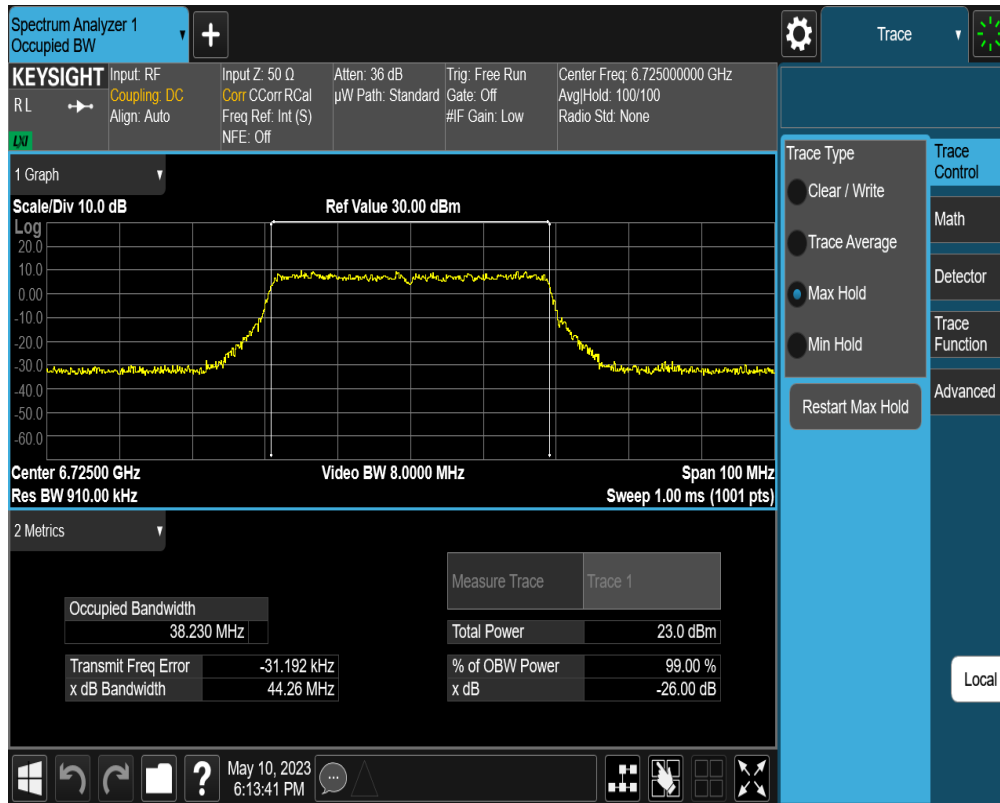 Spectrum Analyzer 1
Occupied BW
+
Trace
KEYSIGHT
R L
LXI
Input: RF
Coupling: DC
Align: Auto
Input Z: 50 Ω
Corr CCorr RCal
Freq Ref: Int (S)
NFE: Off
Atten: 36 dB
µW Path: Standard
Trig: Free Run
Gate: Off
#IF Gain: Low
Center Freq: 6.725000000 GHz
Avg|Hold: 100/100
Radio Std: None
1 Graph
Scale/Div 10.0 dB
Ref Value 30.00 dBm
Log
20.0
10.0
0.00
-10.0
-20.0
-30.0
-40.0
-50.0
-60.0
Center 6.72500 GHz
Video BW 8.0000 MHz
Span 100 MHz
Res BW 910.00 kHz
Sweep 1.00 ms (1001 pts)
2 Metrics
Measure Trace
Trace 1
Occupied Bandwidth
38.230 MHz
Total Power
23.0 dBm
Transmit Freq Error
-31.192 kHz
% of OBW Power
99.00 %
x dB Bandwidth
44.26 MHz
x dB
-26.00 dB
Trace Type
Clear / Write
Trace Average
Max Hold
Min Hold
Restart Max Hold
Trace
Control
Math
Detector
Trace
Function
Advanced
Local
?
May 10, 2023
6:13:41 PM